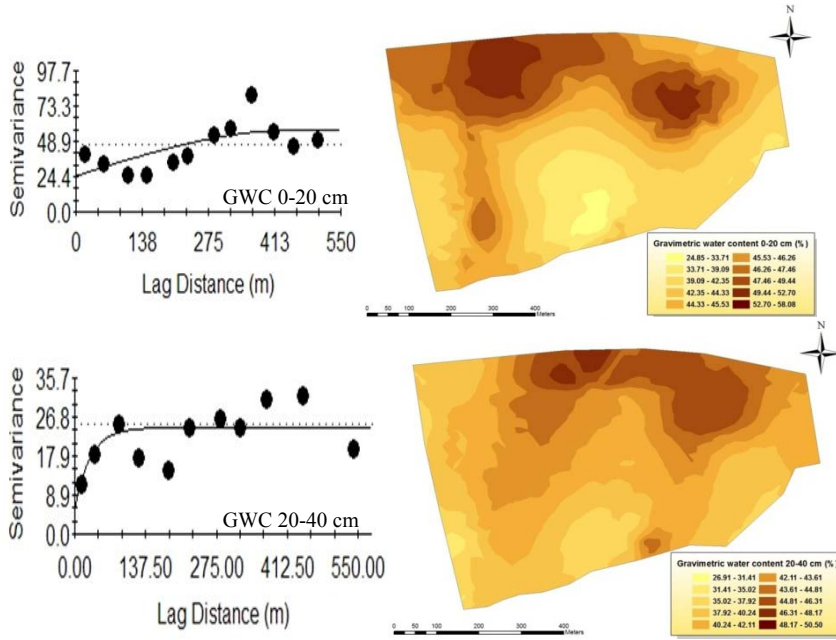 97.7
73.3
48.9
24.4
0.0
Semivariance
GWC 0-20 cm
0 138 275 413 550
Lag Distance (m)
N
Gravimetric water content 0-20 cm (%)
24.85 - 33.71 45.53 - 46.26
33.71 - 39.09 46.26 - 47.46
39.09 - 42.35 47.46 - 49.44
42.35 - 44.33 49.44 - 52.70
44.33 - 45.53 52.70 - 58.08
0 50 100 200 300 400
Meters
35.7
26.8
17.9
8.9
0.0
Semivariance
GWC 20-40 cm
0.00 137.50 275.00 412.50 550.00
Lag Distance (m)
N
Gravimetric water content 20-40 cm (%)
26.91 - 31.41 42.11 - 43.61
31.41 - 35.02 43.61 - 44.81
35.02 - 37.92 44.81 - 46.31
37.92 - 40.24 46.31 - 48.17
40.24 - 42.11 48.17 - 50.50
0 50 100 200 300 400
Meters